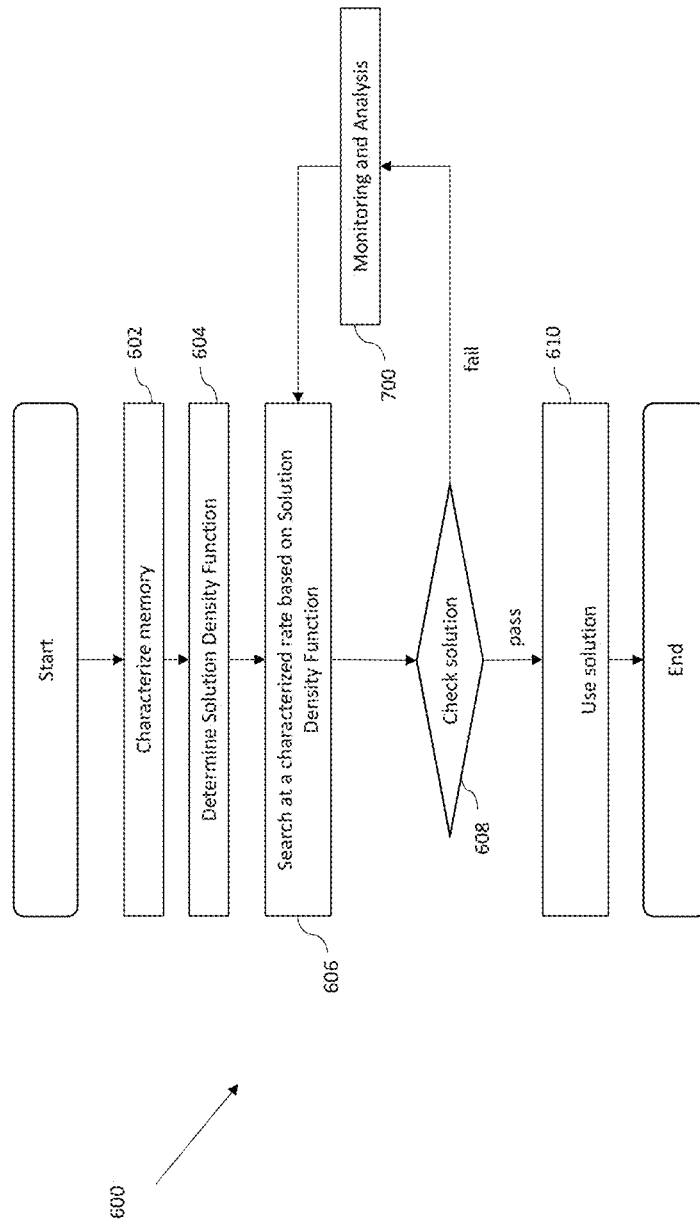 600
Start
Characterize memory
602
Determine Solution Density Function
604
Search at a characterized rate based on Solution
Density Function
606
Monitoring and Analysis
700
Check solution
608
fail
pass
Use solution
610
End